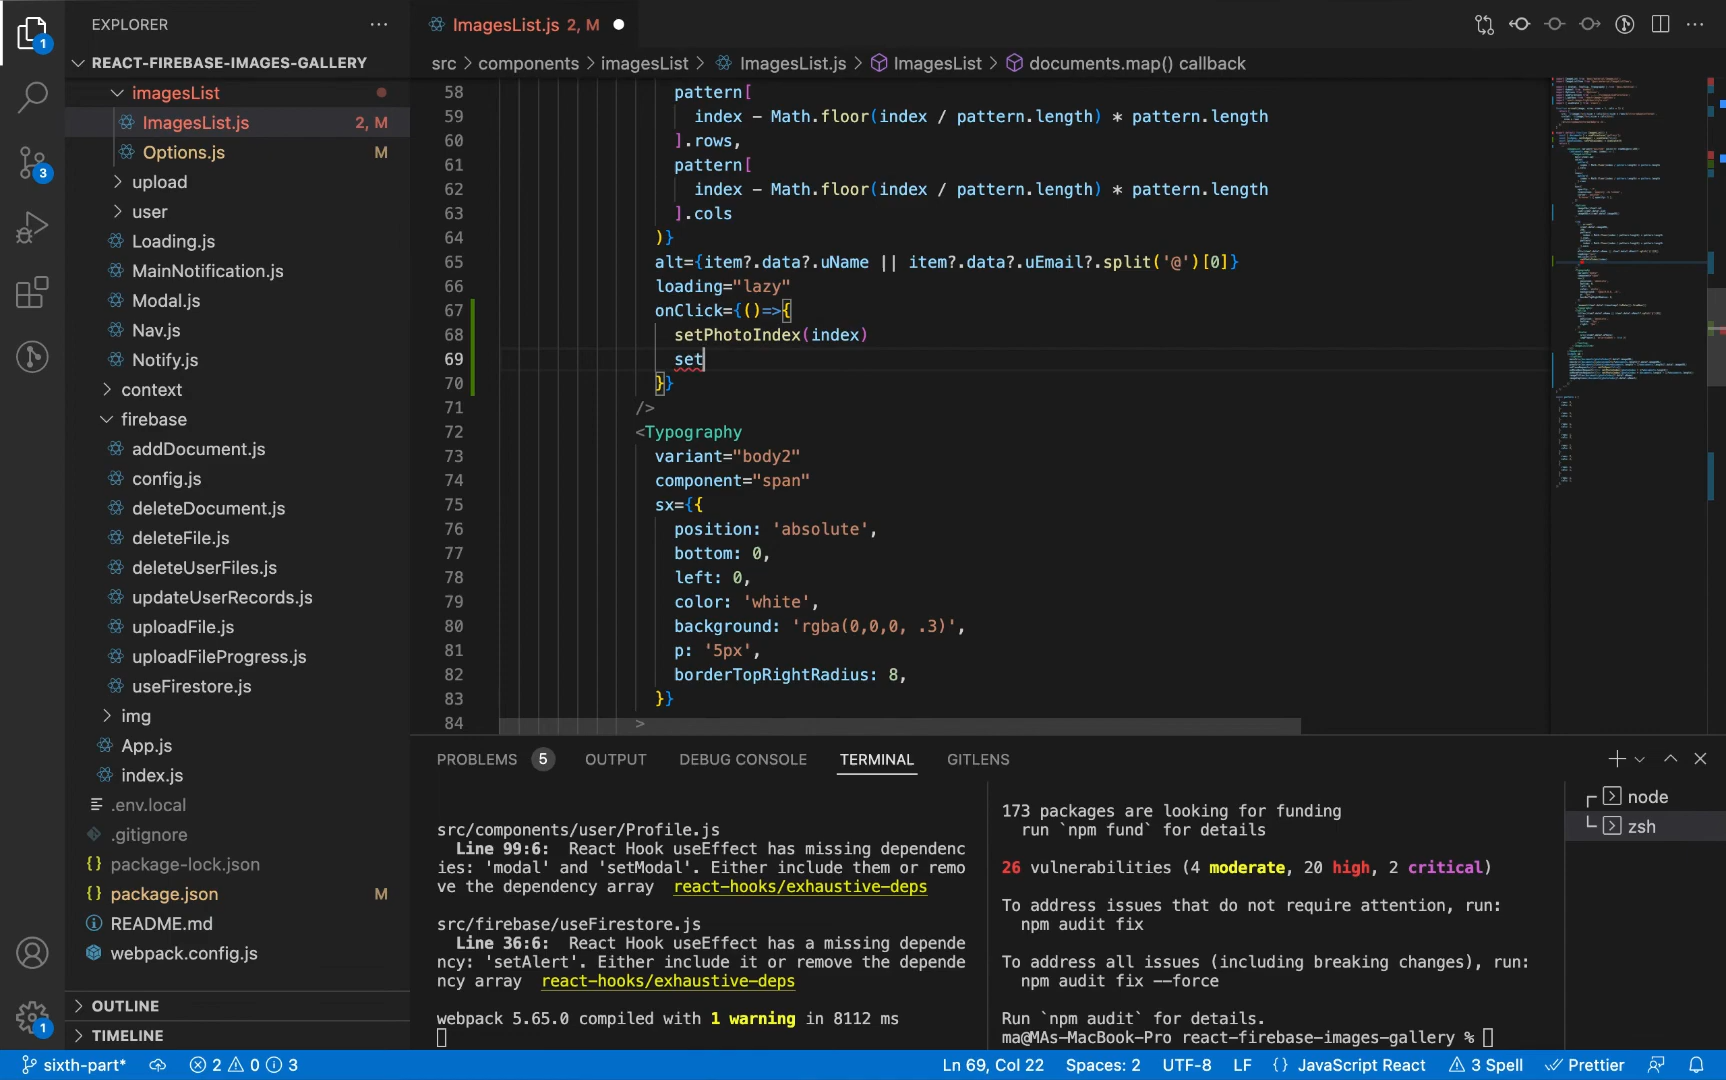 EXPLORER
REACT-FIREBASE-IMAGES-GALLERY
imagesList
ImagesList.js 2, M
Options.js M
upload
user
Loading.js
MainNotification.js
Modal.js
Nav.js
Notify.js
context
firebase
addDocument.js
config.js
deleteDocument.js
deleteFile.js
deleteUserFiles.js
updateUserRecords.js
uploadFile.js
uploadFileProgress.js
useFirestore.js
img
App.js
index.js
.env.local
.gitignore
package-lock.json
package.json M
README.md
webpack.config.js
OUTLINE
TIMELINE
1
3
1
ImagesList.js 2, M
src > components > imagesList > ImagesList.js > ImagesList > documents.map() callback
58 pattern[
59 index - Math.floor(index / pattern.length) * pattern.length
60 ].rows,
61 pattern[
62 index - Math.floor(index / pattern.length) * pattern.length
63 ].cols
64 )}
65 alt={item?.data?.uName || item?.data?.uEmail?.split('@')[0]}
66 loading="lazy"
67 onClick={()=>{
68 setPhotoIndex(index)
69 set
70 }}
71 />
72 <Typography
73 variant="body2"
74 component="span"
75 sx={{
76 position: 'absolute',
77 bottom: 0,
78 left: 0,
79 color: 'white',
80 background: 'rgba(0,0,0, .3)',
81 p: '5px',
82 borderTopRightRadius: 8,
83 }}
84 >
PROBLEMS 5 OUTPUT DEBUG CONSOLE TERMINAL GITLENS
src/components/user/Profile.js
Line 99:6: React Hook useEffect has missing dependenc
ies: 'modal' and 'setModal'. Either include them or remo
ve the dependency array react-hooks/exhaustive-deps
src/firebase/useFirestore.js
Line 36:6: React Hook useEffect has a missing depende
ncy: 'setAlert'. Either include it or remove the depende
ncy array react-hooks/exhaustive-deps
webpack 5.65.0 compiled with 1 warning in 8112 ms
173 packages are looking for funding
run `npm fund` for details
26 vulnerabilities (4 moderate, 20 high, 2 critical)
To address issues that do not require attention, run:
npm audit fix
To address all issues (including breaking changes), run:
npm audit fix --force
Run `npm audit` for details.
ma@MAs-MacBook-Pro react-firebase-images-gallery %
node
zsh
sixth-part* 2 0 3 Ln 69, Col 22 Spaces: 2 UTF-8 LF {} JavaScript React 3 Spell Prettier